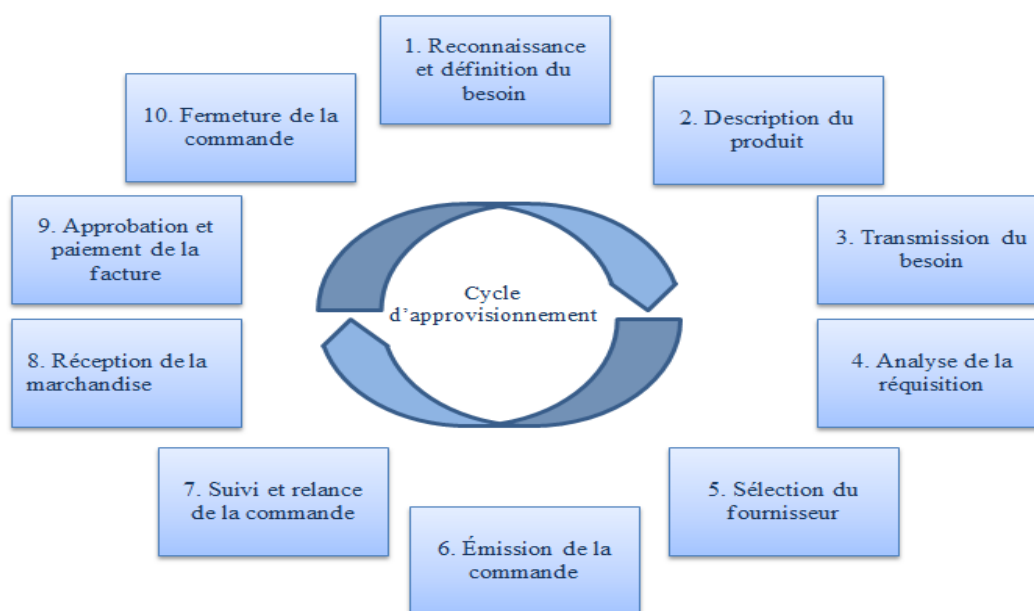 1. Reconnaissance
et définition du
besoin
2. Description du
produit
3. Transmission du
besoin
4. Analyse de la
réquisition
5. Sélection du
fournisseur
6. Émission de la
commande
7. Suivi et relance
de la commande
8. Réception de la
marchandise
9. Approbation et
paiement de la
facture
10. Fermeture de la
commande
Cycle
d’approvisionnement